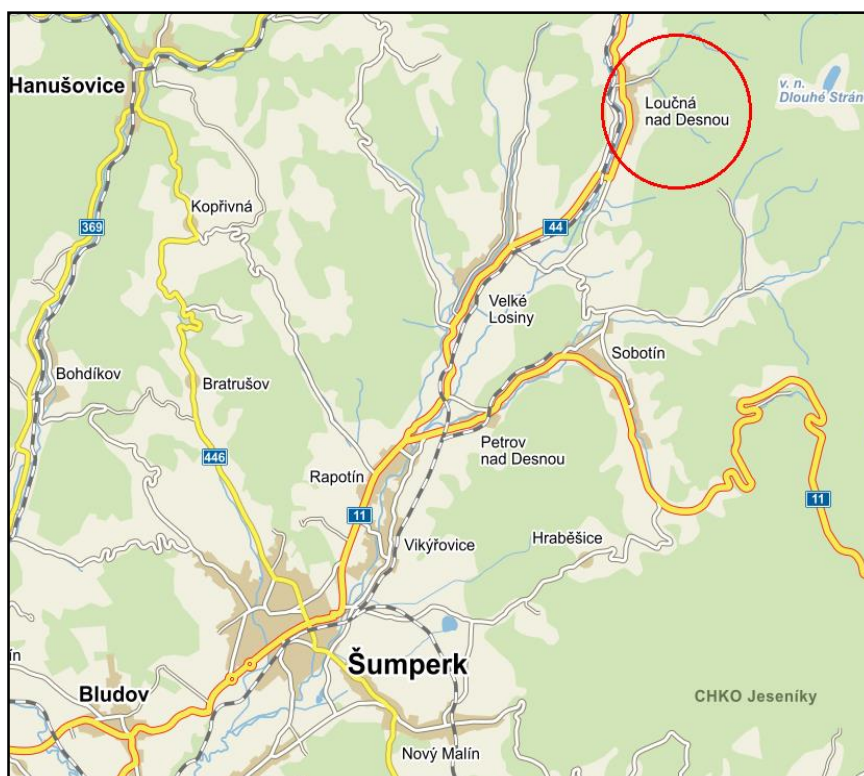 Hanušovice
Loučná
nad Desnou
v. n.
Dlouhé Strán
Kopřivná
369
44
Velké
Losiny
Bohdíkov
Bratrušov
Sobotín
Petrov
nad Desnou
446
Rapotín
11
11
Vikýřovice
Hraběšice
ín
Šumperk
Bludov
CHKO Jeseníky
Nový Malín